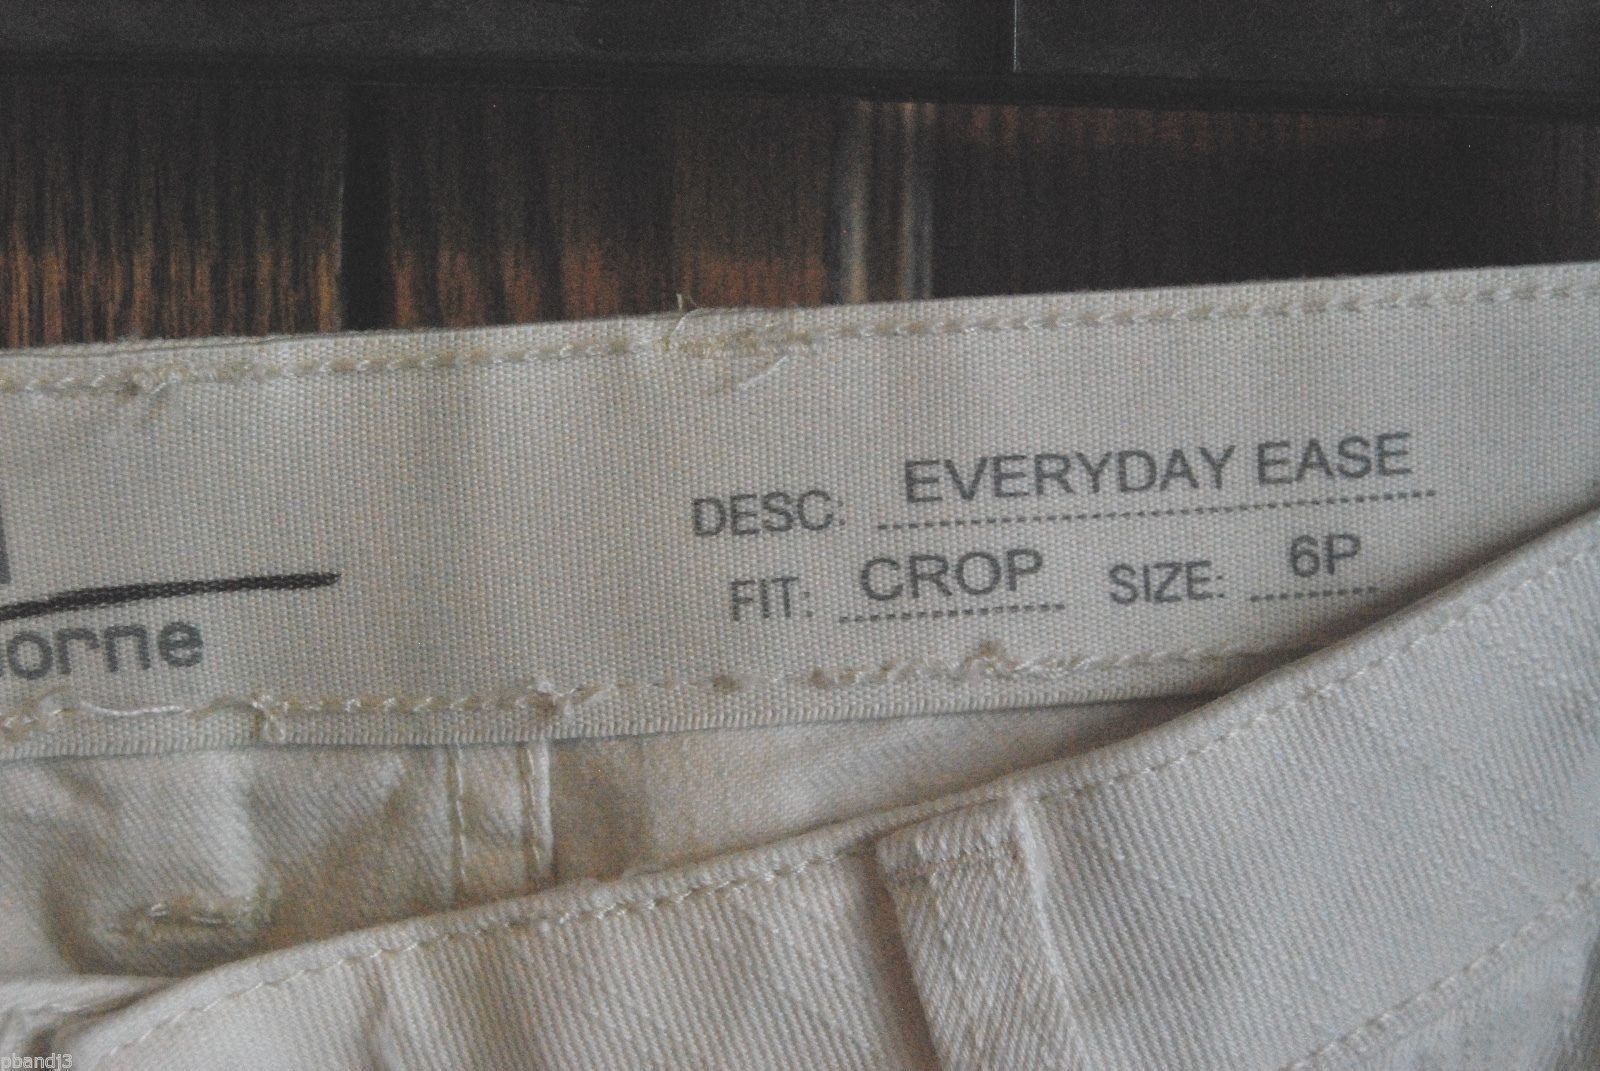 orne
DESC: EVERYDAY EASE
FIT: CROP SIZE: 6P
pbandj3